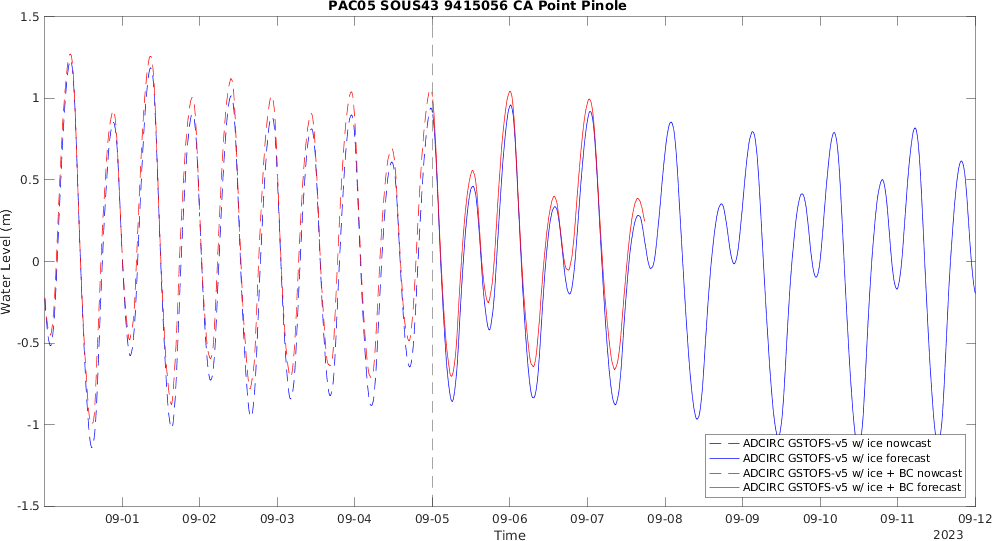 PAC05 SOUS43 9415056 CA Point Pinole
1.5
1
0.5
0
-0.5
-1
-1.5
Water Level (m)
09-01 09-02 09-03 09-04 09-05 09-06 09-07 09-08 09-09 09-10 09-11 09-12
Time
2023
ADCIRC GSTOFS-v5 w/ ice nowcast
ADCIRC GSTOFS-v5 w/ ice forecast
ADCIRC GSTOFS-v5 w/ ice + BC nowcast
ADCIRC GSTOFS-v5 w/ ice + BC forecast